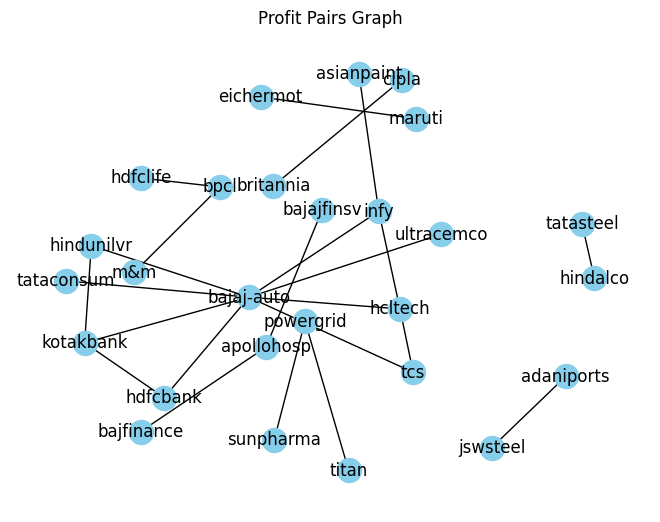 Profit Pairs Graph
asianpaint
cipla
eichermot
maruti
hdfclife
bpcl
britannia
bajajfinsv
infy
tatasteel
ultracemco
hindunilvr
m&m
tataconsum
hindalco
bajaj-auto
hcltech
powergrid
kotakbank
apollohosp
tcs
adaniports
hdfcbank
bajfinance
sunpharma
jswsteel
titan